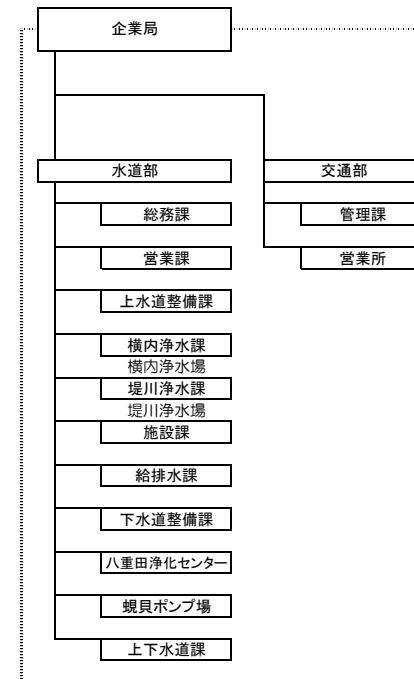 企業局
水道部
交通部
総務課
管理課
営業課
営業所
上水道整備課
横内浄水課
横内浄水場
堤川浄水課
堤川浄水場
施設課
給排水課
下水道整備課
八重田浄化センター
蜆貝ポンプ場
上下水道課